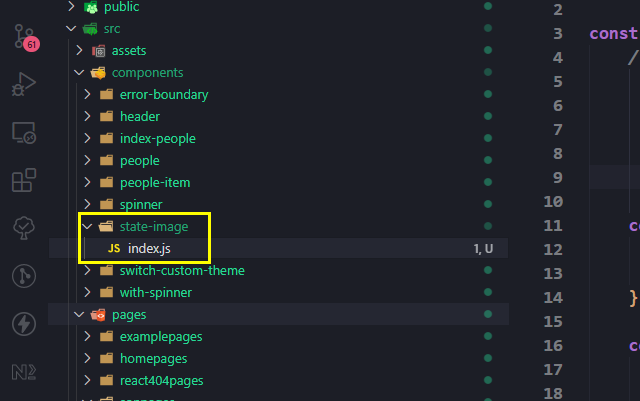 public
src
61
assets
components
error-boundary
header
index-people
people
people-item
spinner
state-image
JS index.js 1, U
switch-custom-theme
with-spinner
pages
examplepages
homepages
react404pages
2
3 const
4 /
5
6
7
8
9
10
11 co
12
13
14 }
15
16 co
17
18